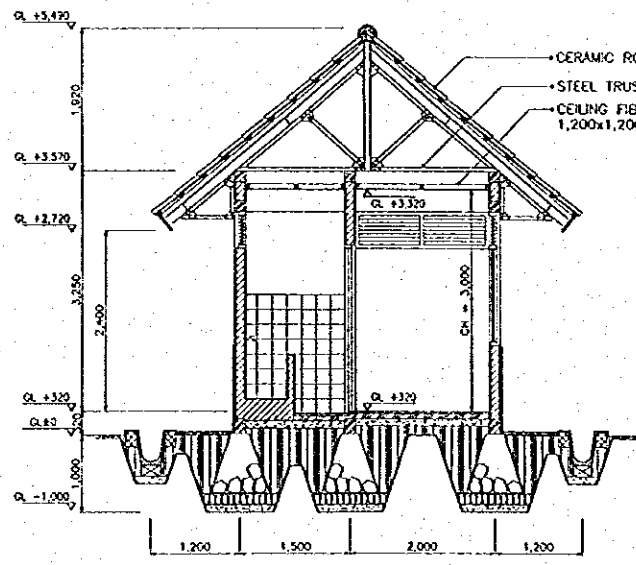 GL +5,490
CERAMIC RO
STEEL TRUS
CEILING FIB
1,200x1,200
1,920
GL +3,570
GL +3,320
GL +2,720
3,250
2,400
CH = 3,000
GL +320
GL +320
GL±0
1,000
GL -1,000
1,200
1,500
2,000
1,200